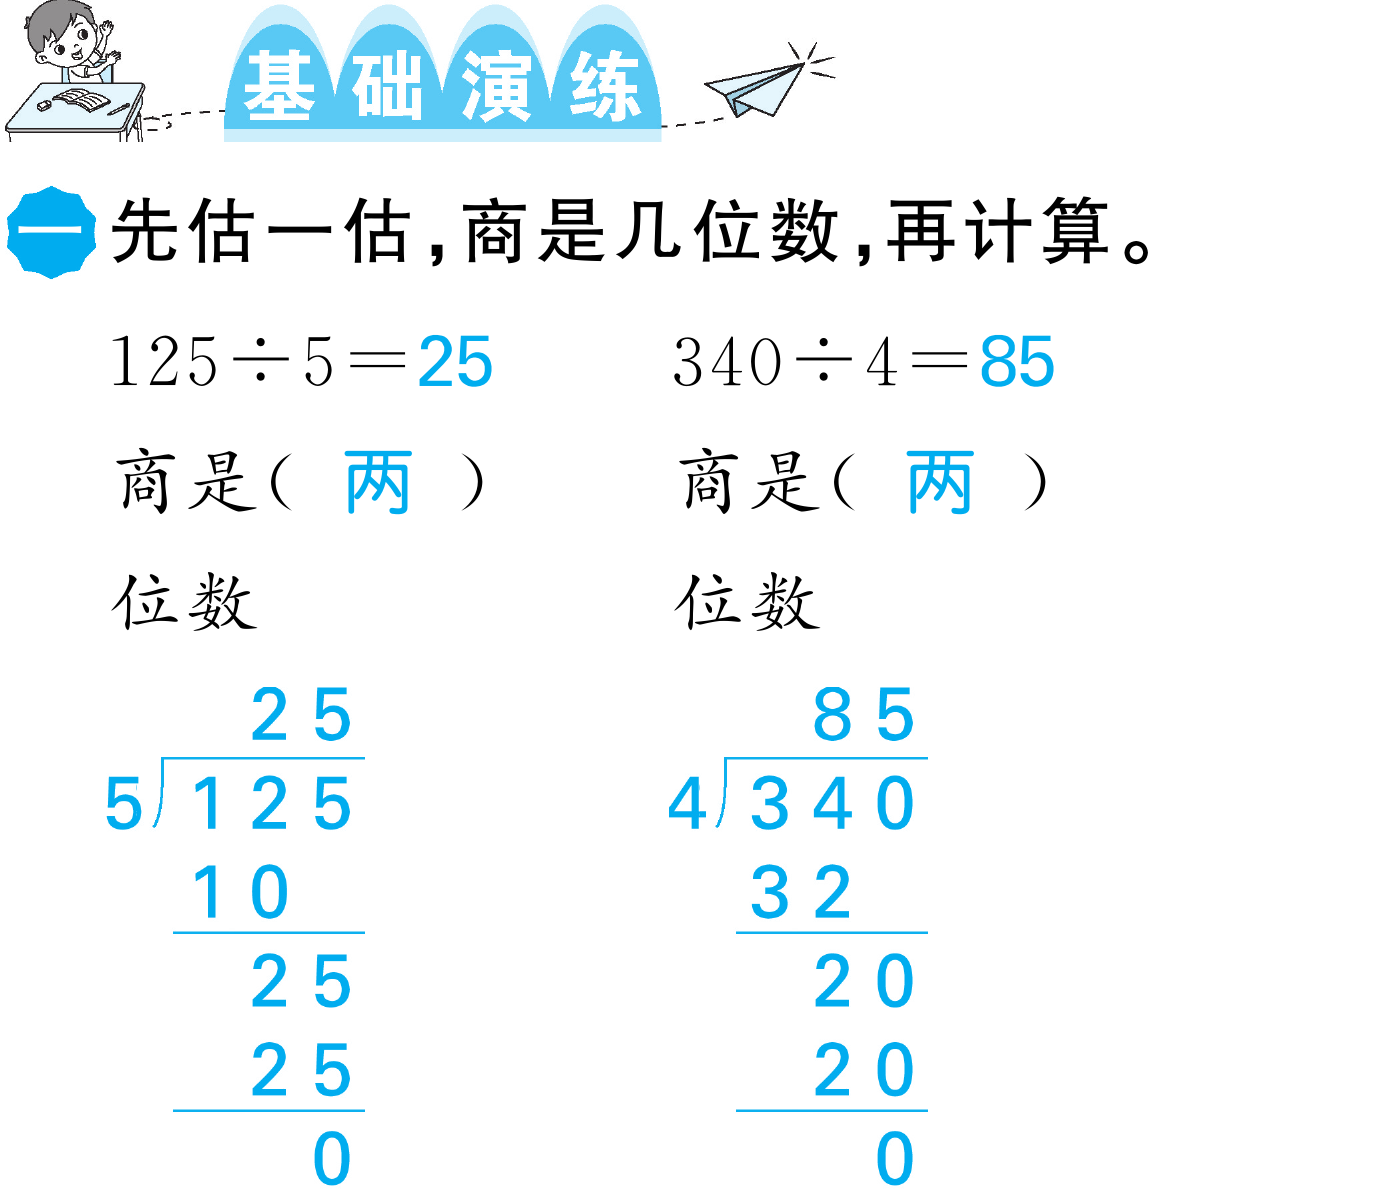 基础演练
一 先估一估,商是几位数,再计算。
125÷5=25 340÷4=85
商是( 两 ) 商是( 两 )
位数 位数
25 85
5)125 4)340
10 32
25 20
25 20
0 0